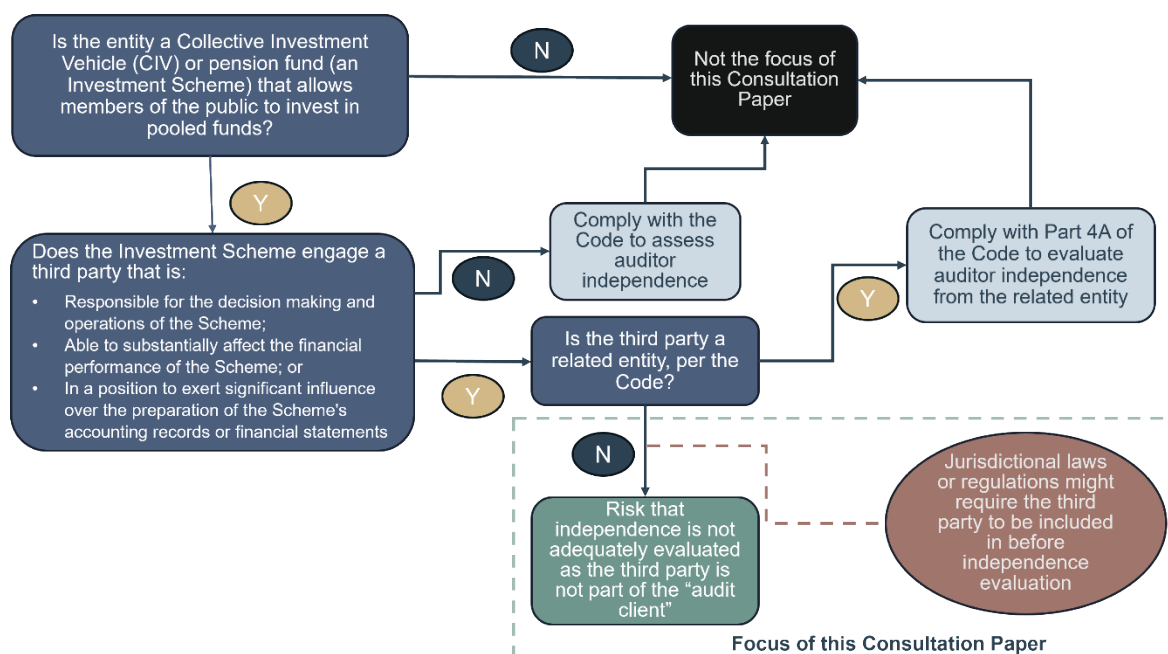 Is the entity a Collective Investment
Vehicle (CIV) or pension fund (an
Investment Scheme) that allows
members of the public to invest in
pooled funds?
N
Not the focus of
this Consultation
Paper
Y
Does the Investment Scheme engage a
third party that is:
• Responsible for the decision making and
operations of the Scheme;
• Able to substantially affect the financial
performance of the Scheme; or
• In a position to exert significant influence
over the preparation of the Scheme's
accounting records or financial statements
N
Comply with the
Code to assess
auditor
independence
Y
Is the third party a
related entity, per the
Code?
Y
Comply with Part 4A of
the Code to evaluate
auditor independence
from the related entity
N
Risk that
independence is not
adequately evaluated
as the third party is
not part of the “audit
client”
Jurisdictional laws
or regulations might
require the third
party to be included
in before
independence
evaluation
Focus of this Consultation Paper